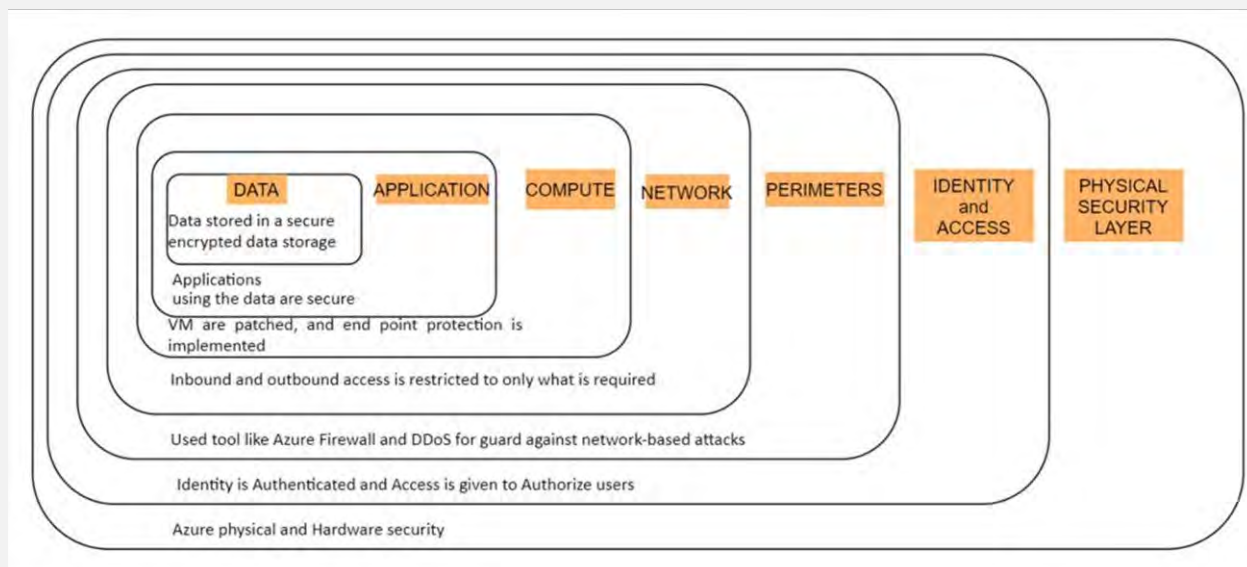 DATA
APPLICATION
COMPUTE
NETWORK
PERIMETERS
IDENTITY
and
ACCESS
PHYSICAL
SECURITY
LAYER
Data stored in a secure
encrypted data storage
Applications
using the data are secure
VM are patched, and end point protection is
implemented
Inbound and outbound access is restricted to only what is required
Used tool like Azure Firewall and DDoS for guard against network-based attacks
Identity is Authenticated and Access is given to Authorize users
Azure physical and Hardware security